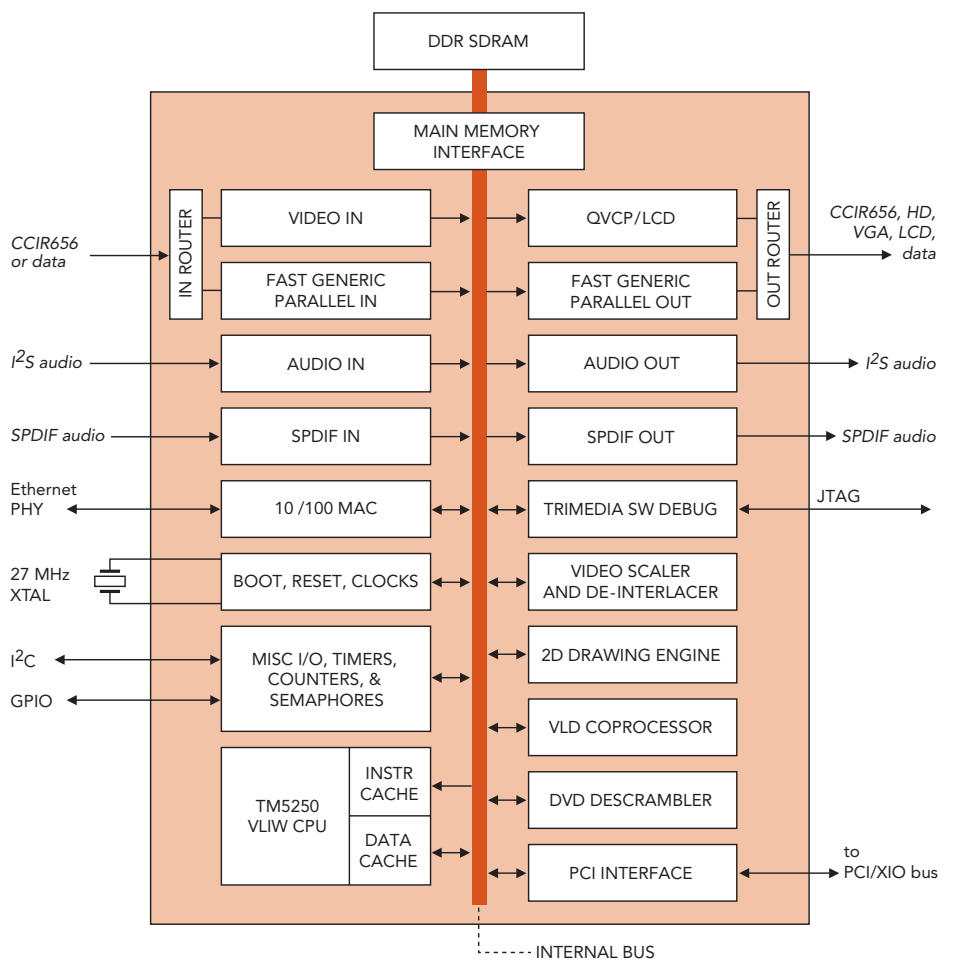 DDR SDRAM
MAIN MEMORY
INTERFACE
CCIR656
or data
IN ROUTER
VIDEO IN
FAST GENERIC
PARALLEL IN
QVCP/LCD
FAST GENERIC
PARALLEL OUT
OUT ROUTER
CCIR656, HD,
VGA, LCD,
data
I2S audio
AUDIO IN
AUDIO OUT
I2S audio
SPDIF audio
SPDIF IN
SPDIF OUT
SPDIF audio
Ethernet
PHY
10 /100 MAC
TRIMEDIA SW DEBUG
JTAG
27 MHz
XTAL
BOOT, RESET, CLOCKS
VIDEO SCALER
AND DE-INTERLACER
I2C
GPIO
MISC I/O, TIMERS,
COUNTERS, &
SEMAPHORES
2D DRAWING ENGINE
VLD COPROCESSOR
TM5250
VLIW CPU
INSTR
CACHE
DATA
CACHE
DVD DESCRAMBLER
PCI INTERFACE
to
PCI/XIO bus
INTERNAL BUS